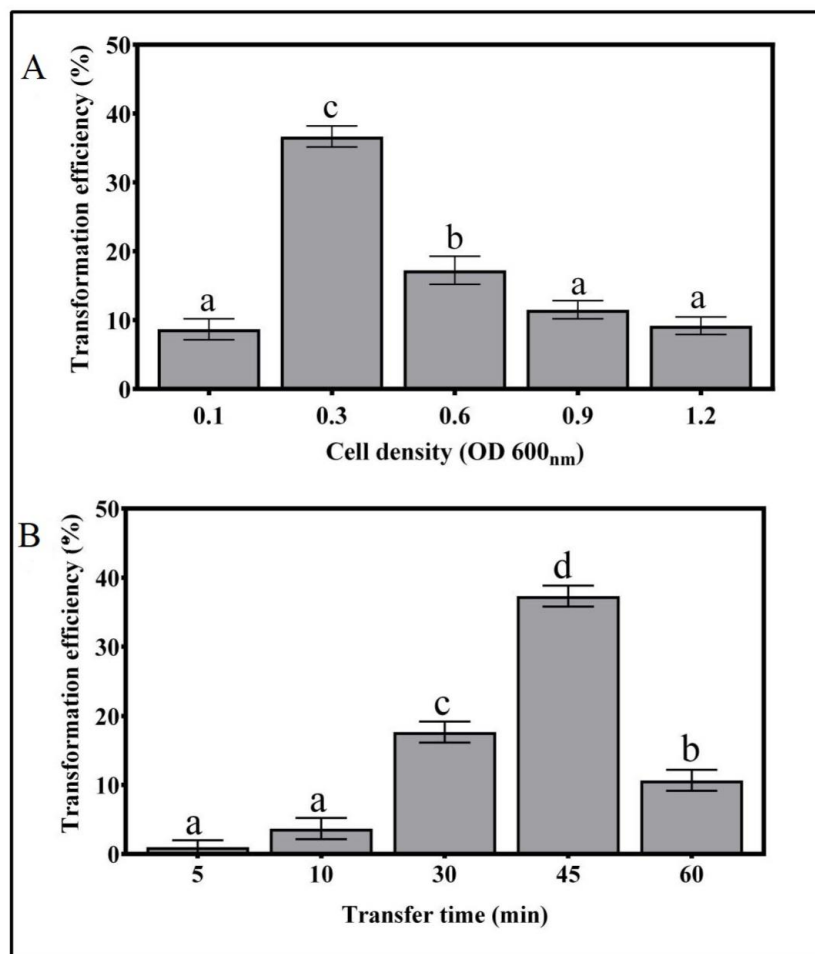 A
Transformation efficiency (%)
50
40
30
20
10
0
a
c
b
a
a
0.1 0.3 0.6 0.9 1.2
Cell density (OD 600nm)
B
Transformation efficiency (%)
50
40
30
20
10
0
a
a
c
d
b
5 10 30 45 60
Transfer time (min)